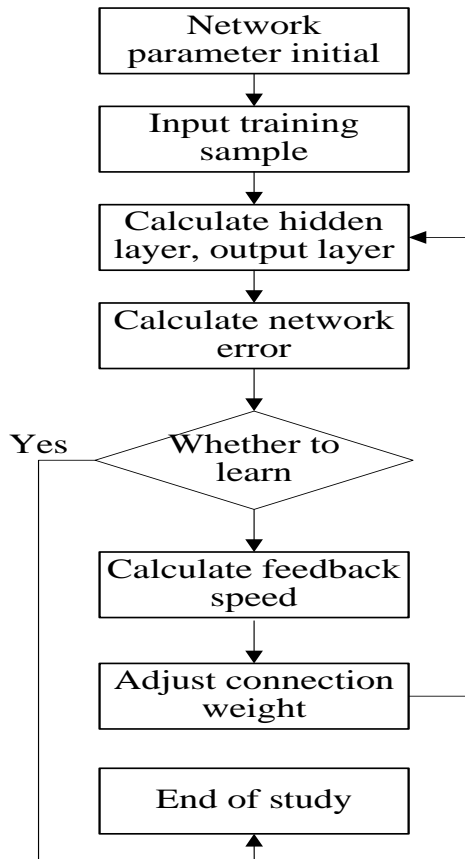 Network
parameter initial
Input training
sample
Calculate hidden
layer, output layer
Calculate network
error
Yes
Whether to
learn
Calculate feedback
speed
Adjust connection
weight
End of study